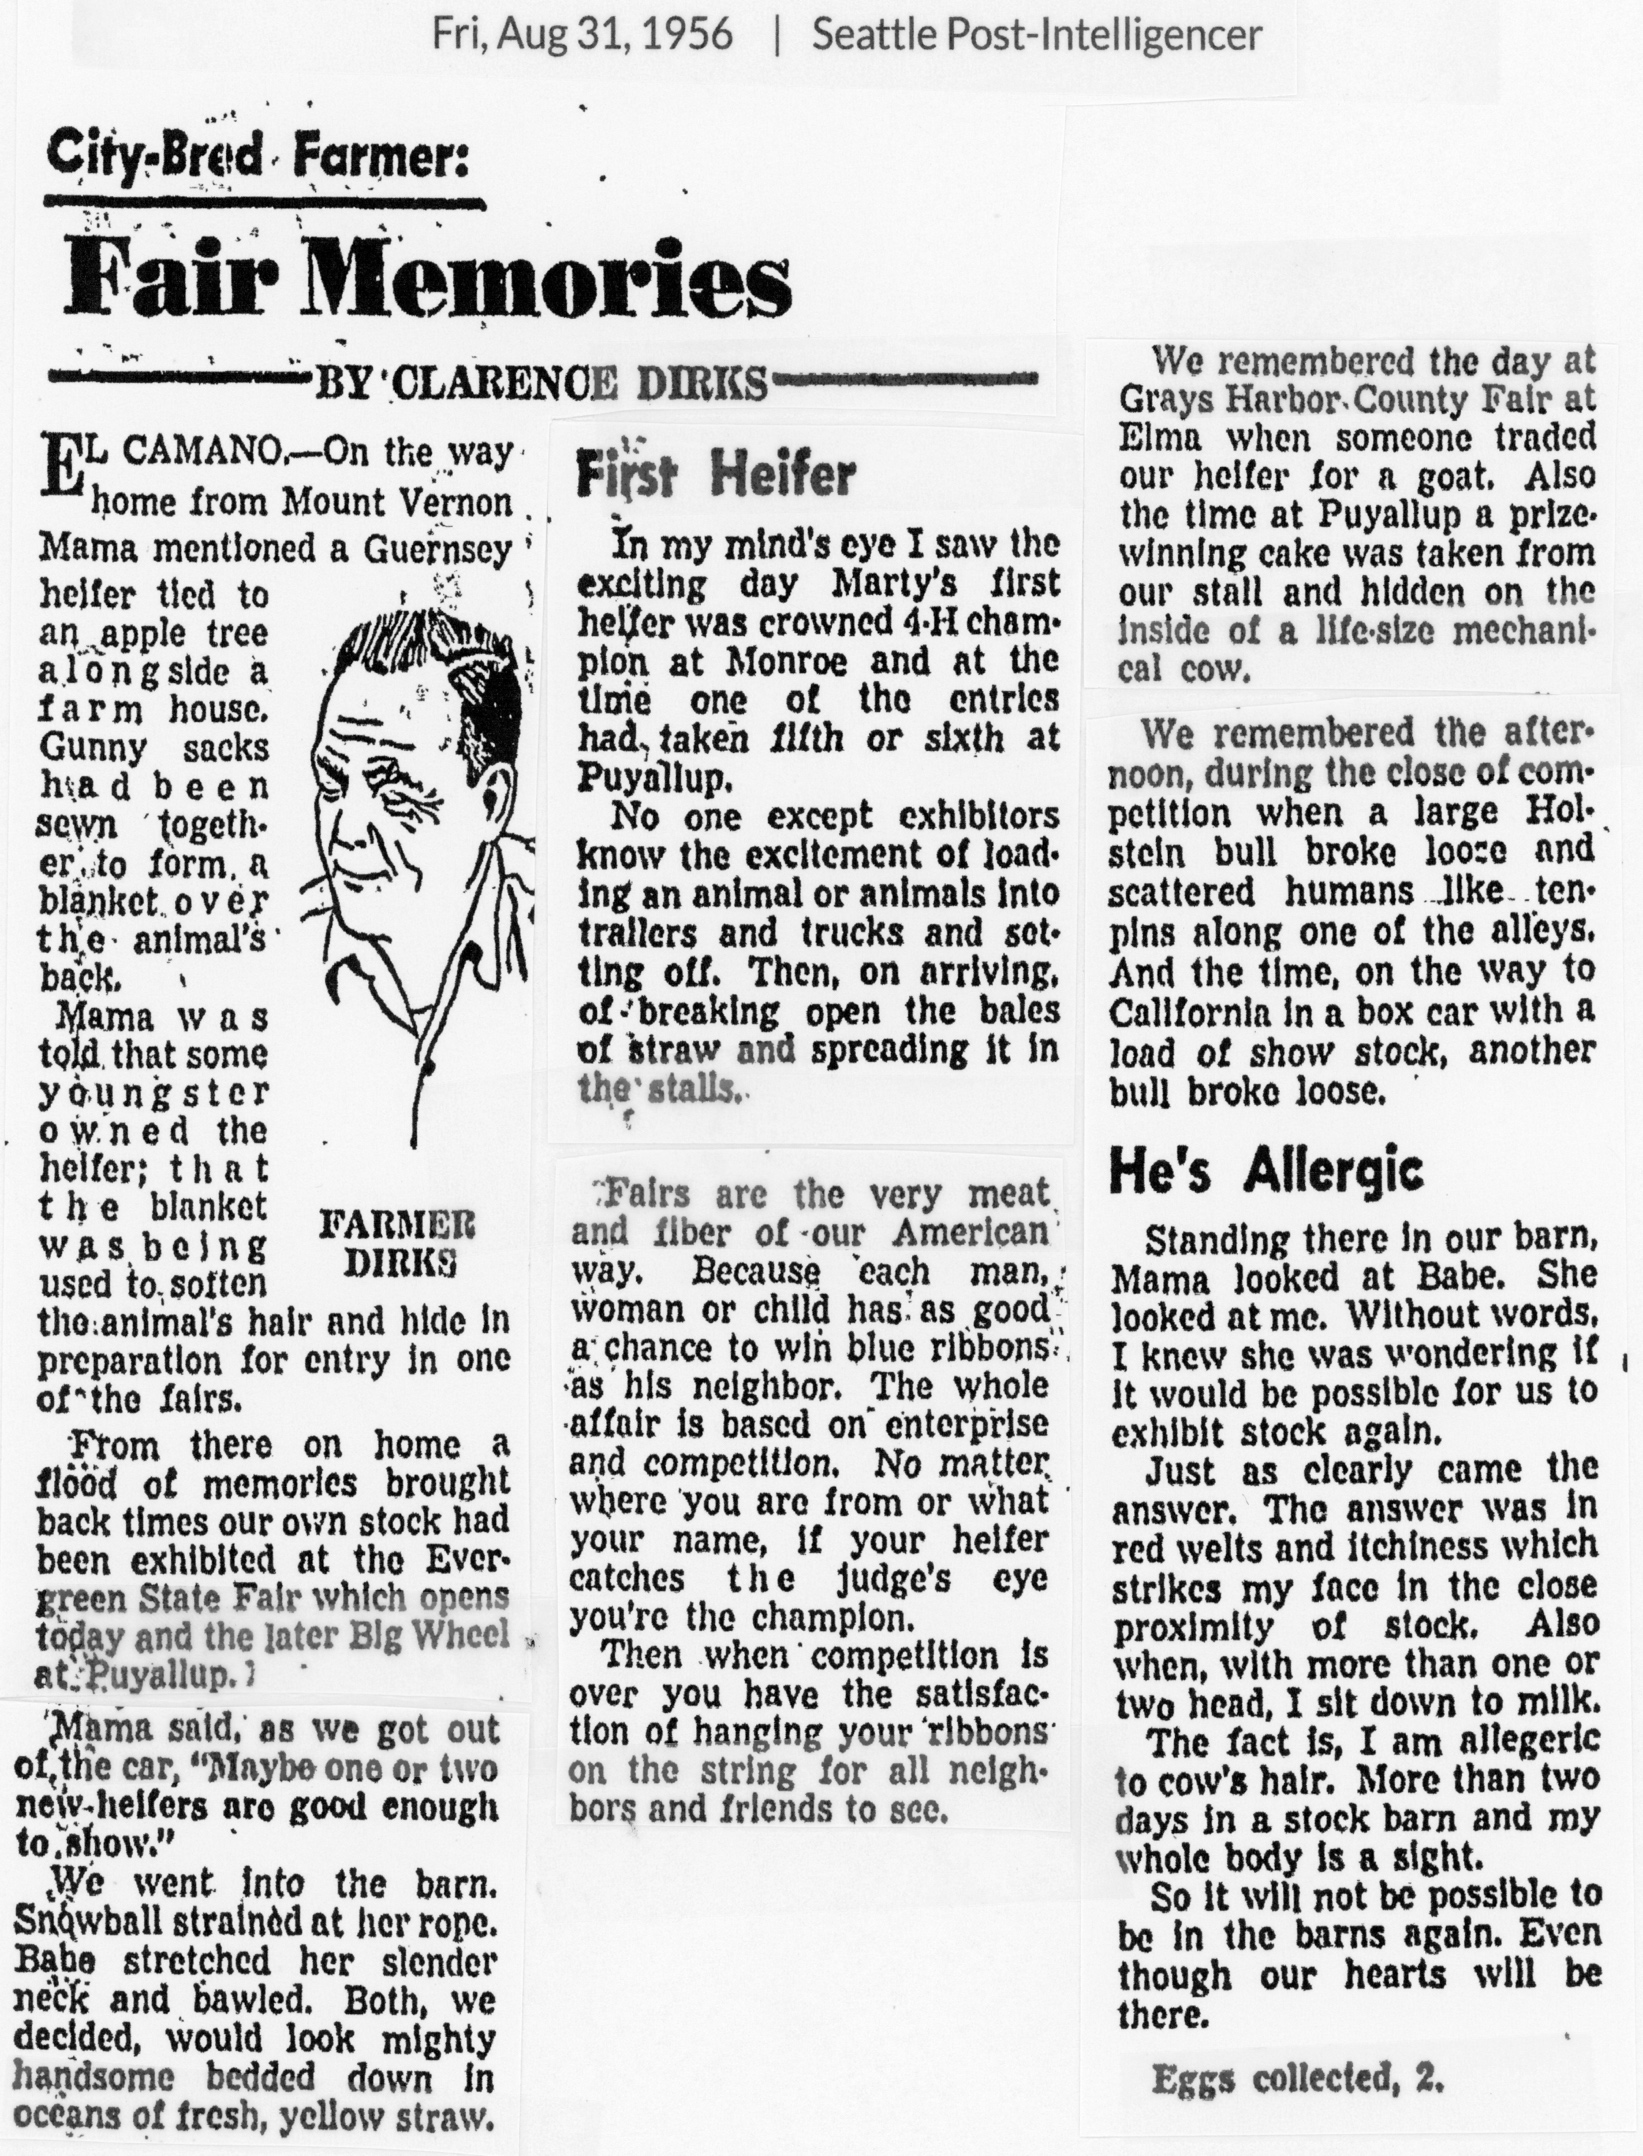 Fri, Aug 31, 1956 | Seattle Post-Intelligencer
City-Bred Farmer:
Fair Memories
BY CLARENCE DIRKS
EL CAMANO.—On the way
home from Mount Vernon
Mama mentioned a Guernsey
heifer tied to
an apple tree
alongside a
farm house.
Gunny sacks
had been
sewn togeth-
er to form a
blanket over
the animal's
back.
Mama was
told that some
youngster
owned the
heifer; that
the blanket
was being
used to soften
the animal's hair and hide in
preparation for entry in one
of the fairs.
FARMER
DIRKS
From there on home a
flood of memories brought
back times our own stock had
been exhibited at the Ever-
green State Fair which opens
today and the later Big Wheel
at Puyallup.
Mama said, as we got out
of the car, "Maybe one or two
new heifers are good enough
to show."
We went into the barn.
Snowball strained at her rope.
Babe stretched her slender
neck and bawled. Both, we
decided, would look mighty
handsome bedded down in
oceans of fresh, yellow straw.
First Heifer
In my mind's eye I saw the
exciting day Marty's first
heifer was crowned 4-H cham-
pion at Monroe and at the
time one of the entries
had taken fifth or sixth at
Puyallup.
No one except exhibitors
know the excitement of load-
ing an animal or animals into
trailers and trucks and set-
ting off. Then, on arriving,
of breaking open the bales
of straw and spreading it in
the stalls.
Fairs are the very meat
and fiber of our American
way. Because each man,
woman or child has as good
a chance to win blue ribbons
as his neighbor. The whole
affair is based on enterprise
and competition. No matter
where you are from or what
your name, if your heifer
catches the judge's eye
you're the champion.
Then when competition is
over you have the satisfac-
tion of hanging your ribbons
on the string for all neigh-
bors and friends to see.
We remembered the day at
Grays Harbor County Fair at
Elma when someone traded
our heifer for a goat. Also
the time at Puyallup a prize-
winning cake was taken from
our stall and hidden on the
inside of a life-size mechani-
cal cow.
We remembered the after-
noon, during the close of com-
petition when a large Hol-
stein bull broke loose and
scattered humans like ten-
pins along one of the alleys.
And the time, on the way to
California in a box car with a
load of show stock, another
bull broke loose.
He's Allergic
Standing there in our barn,
Mama looked at Babe. She
looked at me. Without words,
I knew she was wondering if
it would be possible for us to
exhibit stock again.
Just as clearly came the
answer. The answer was in
red welts and itchiness which
strikes my face in the close
proximity of stock. Also
when, with more than one or
two head, I sit down to milk.
The fact is, I am allegeric
to cow's hair. More than two
days in a stock barn and my
whole body is a sight.
So it will not be possible to
be in the barns again. Even
though our hearts will be
there.
Eggs collected, 2.